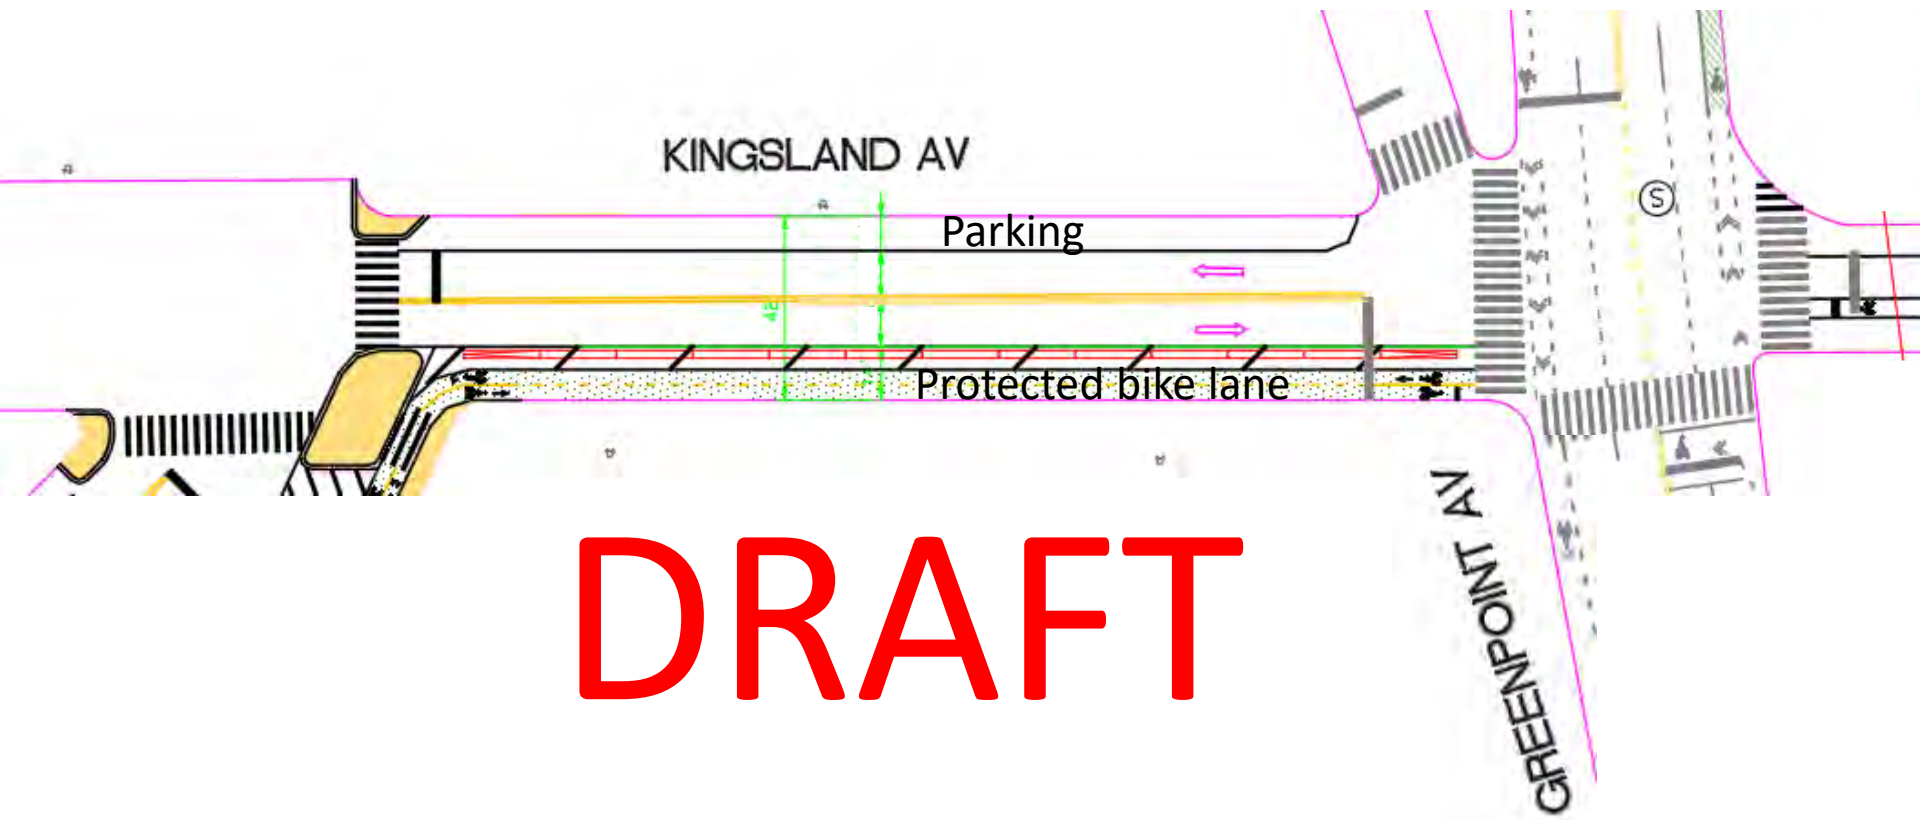 KINGSLAND AV
Parking
Protected bike lane
S
GREENPOINT AV
DRAFT